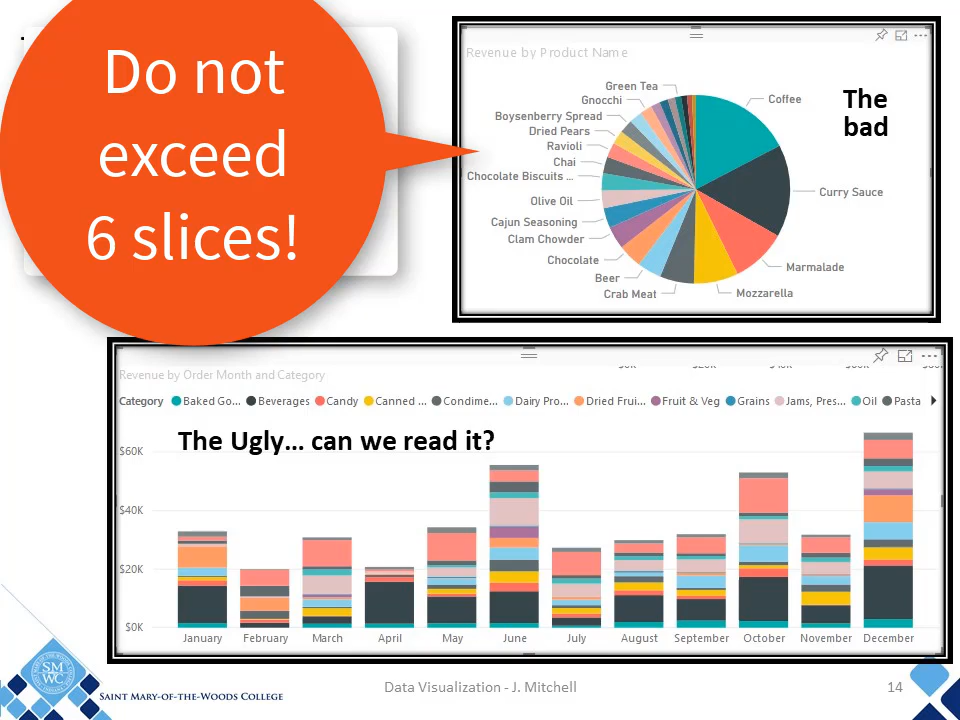 Do not
exceed
6 slices!
Revenue by Product Name
The
bad
Green Tea
Gnocchi
Boysenberry Spread
Dried Pears
Ravioli
Chai
Chocolate Biscuits ...
Olive Oil
Cajun Seasoning
Clam Chowder
Chocolate
Beer
Crab Meat
Coffee
Curry Sauce
Marmalade
Mozzarella
Revenue by Order Month and Category
Category Baked Go... Beverages Candy Canned ... Condime... Dairy Pro... Dried Frui... Fruit & Veg Grains Jams, Pres... Oil Pasta
The Ugly... can we read it?
$60K
$40K
$20K
$0K
January February March April May June July August September October November December
SMWC
SAINT MARY-OF-THE-WOODS COLLEGE
Data Visualization - J. Mitchell
14